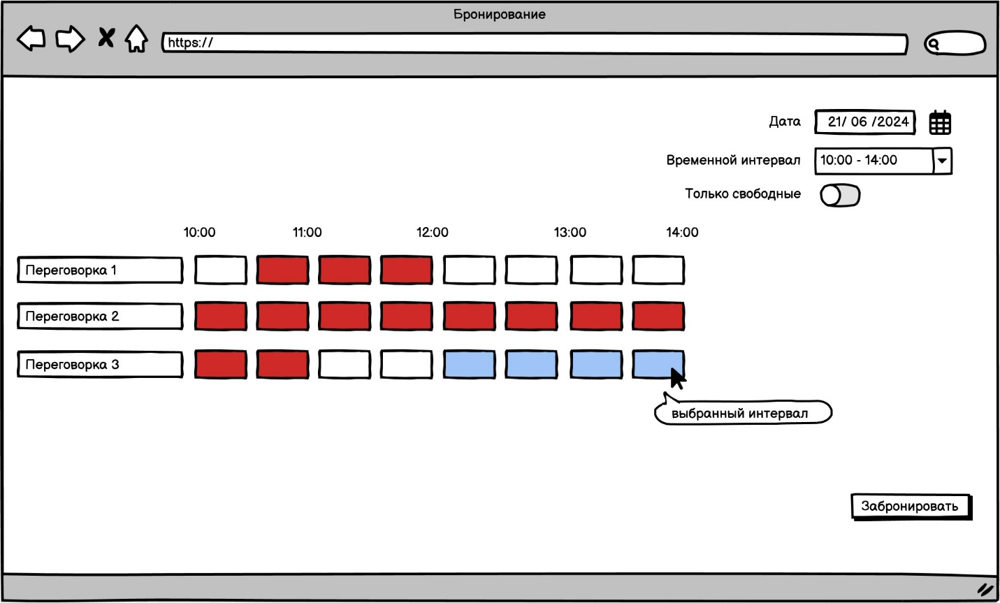 Бронирование
https://
Дата 21/ 06 /2024
Временной интервал 10:00 - 14:00
Только свободные
10:00 11:00 12:00 13:00 14:00
Переговорка 1
Переговорка 2
Переговорка 3
выбранный интервал
Забронировать